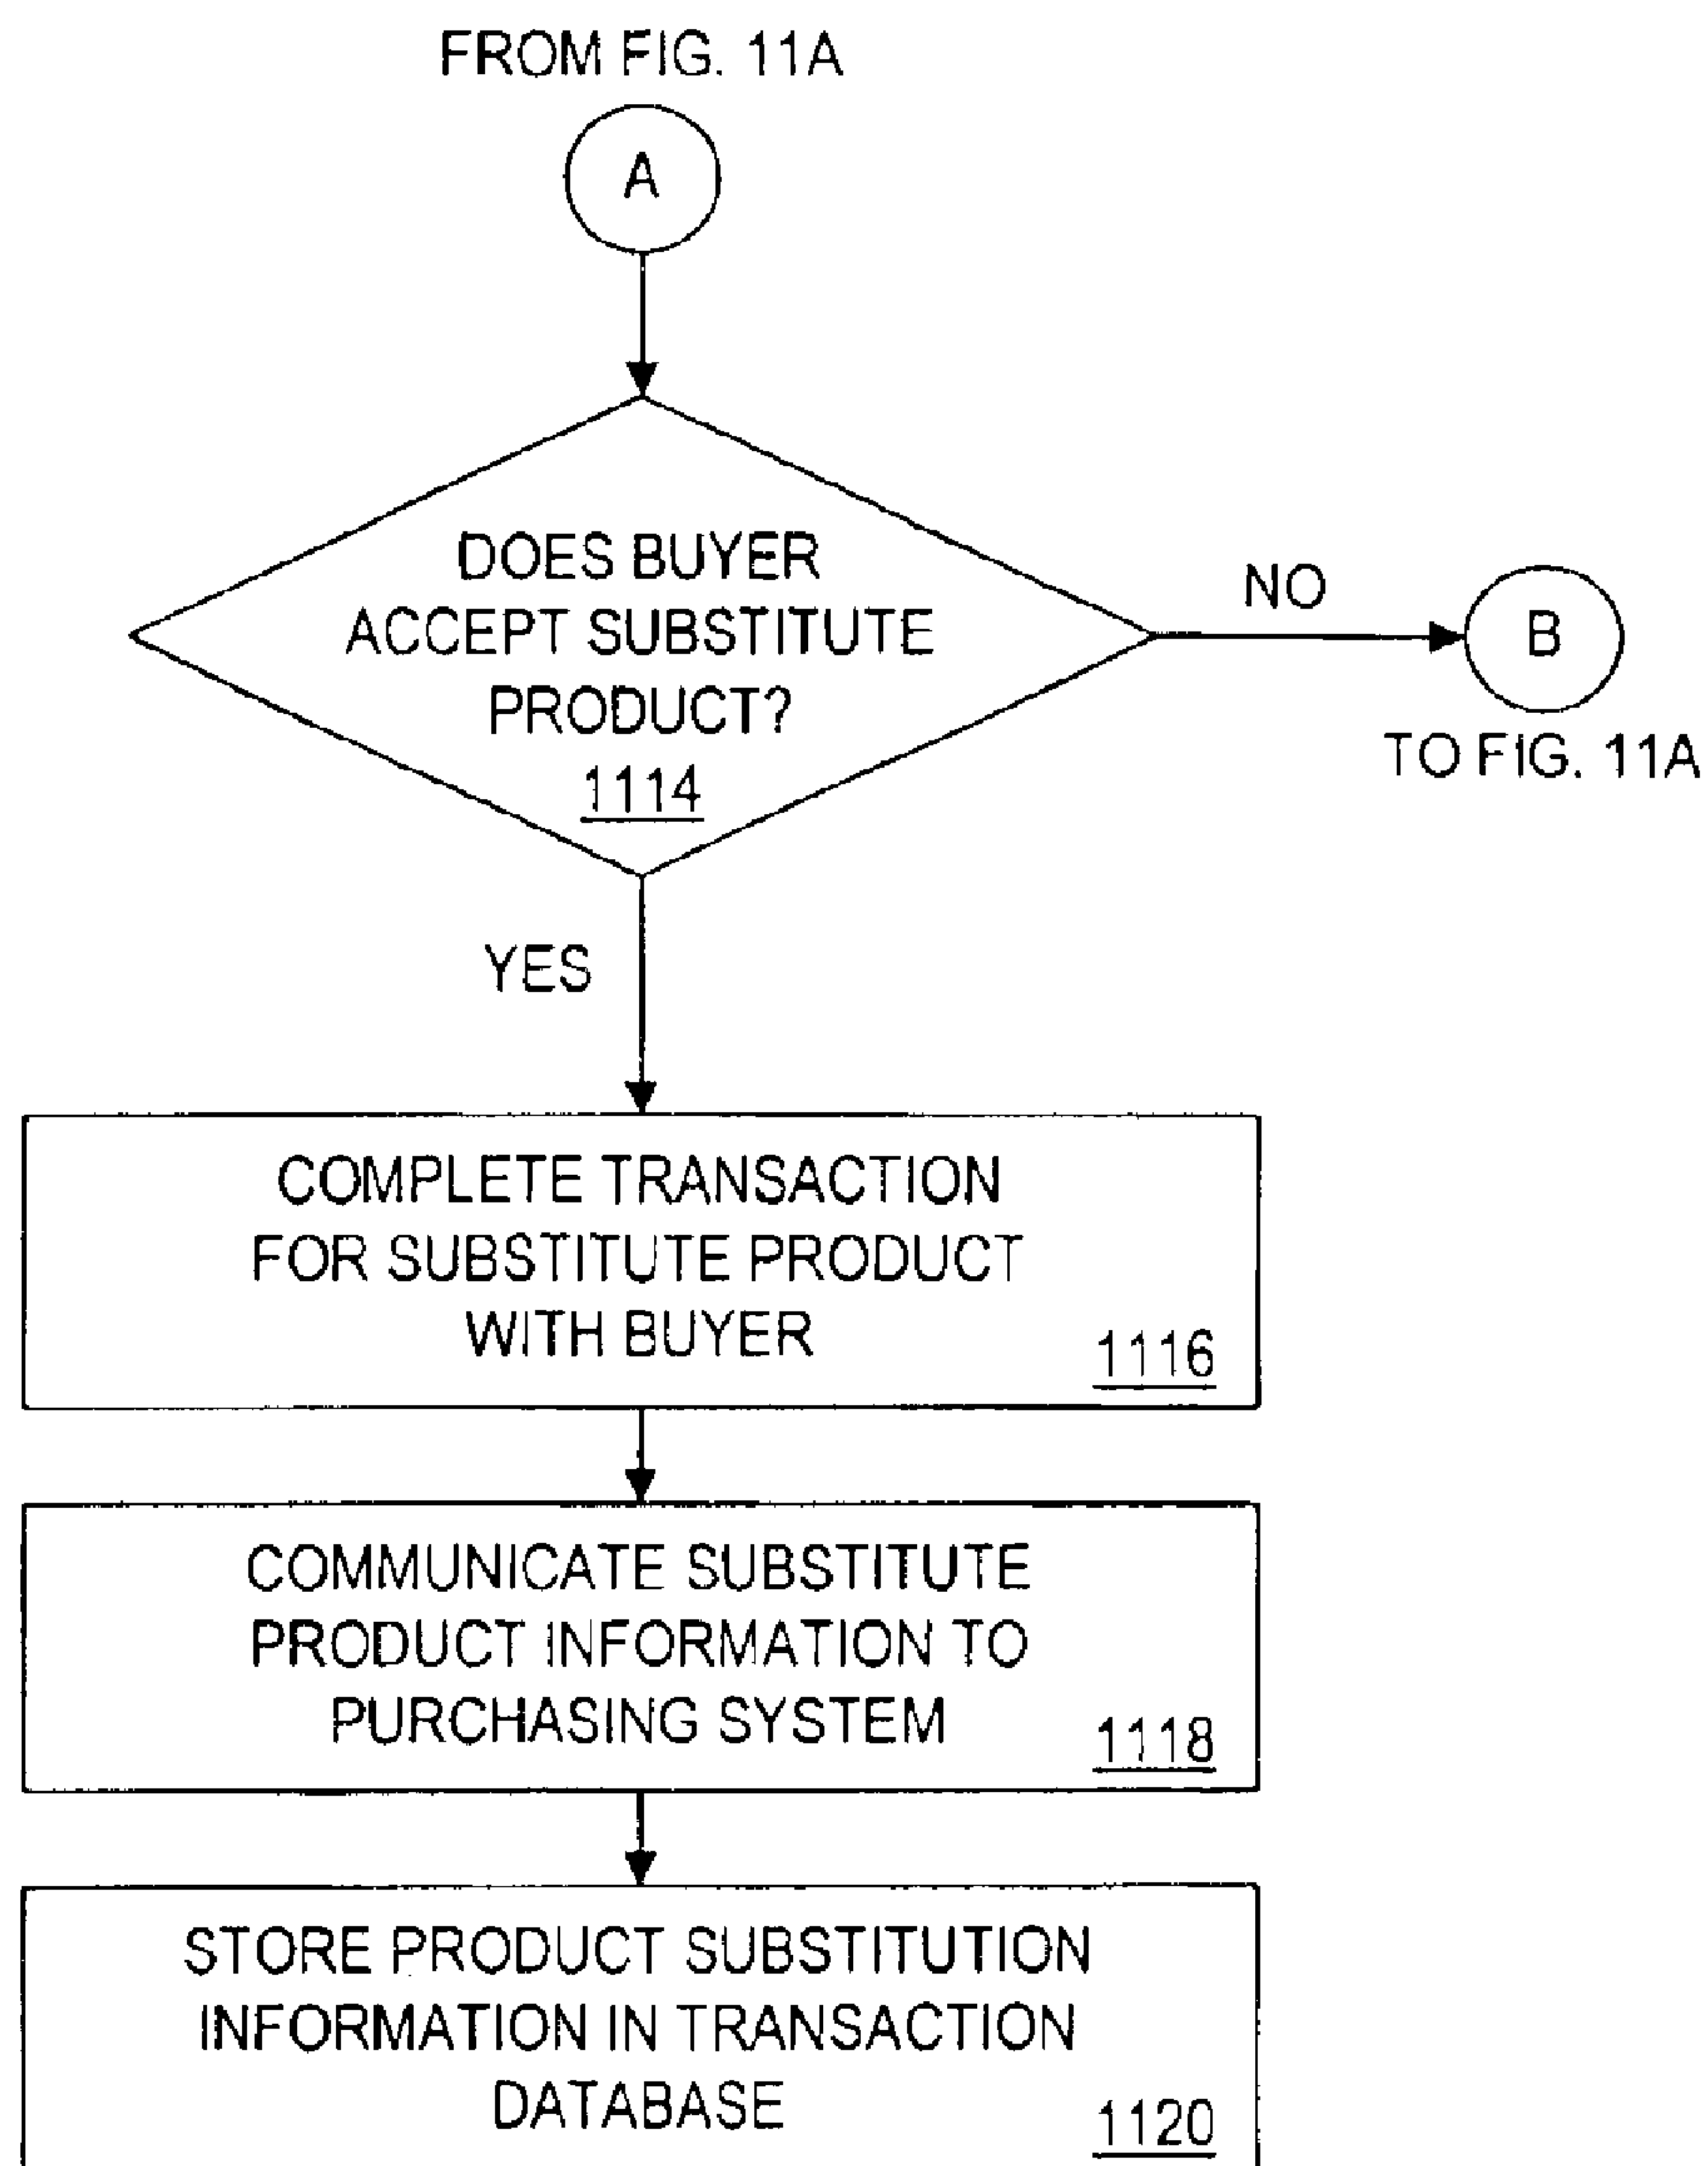 FROM FIG. 11A
A
DOES BUYER
ACCEPT SUBSTITUTE
PRODUCT?
1114
NO
B
TO FIG. 11A
YES
COMPLETE TRANSACTION
FOR SUBSTITUTE PRODUCT
WITH BUYER
1116
COMMUNICATE SUBSTITUTE
PRODUCT INFORMATION TO
PURCHASING SYSTEM
1118
STORE PRODUCT SUBSTITUTION
INFORMATION IN TRANSACTION
DATABASE
1120